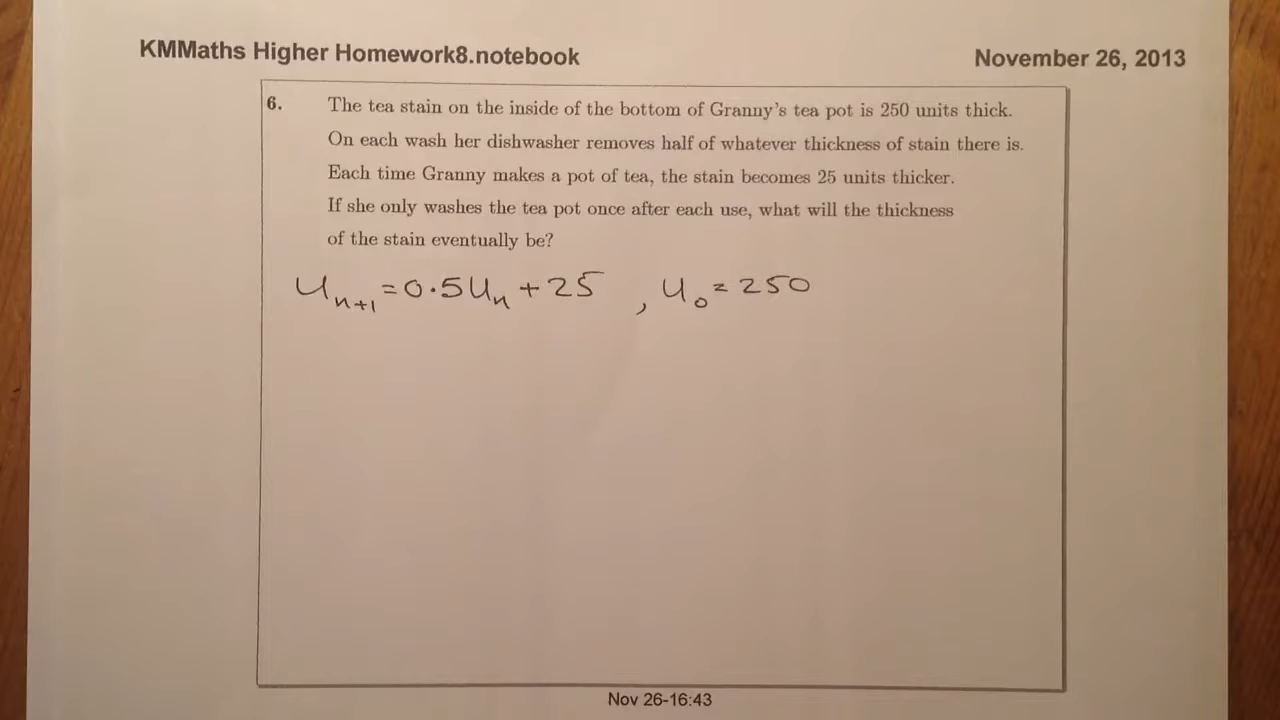 KMMaths Higher Homework8.notebook
November 26, 2013
6. The tea stain on the inside of the bottom of Granny's tea pot is 250 units thick.
On each wash her dishwasher removes half of whatever thickness of stain there is.
Each time Granny makes a pot of tea, the stain becomes 25 units thicker.
If she only washes the tea pot once after each use, what will the thickness
of the stain eventually be?
Uₙ₊₁ = 0.5Uₙ + 25 , U₀ = 250
Nov 26-16:43